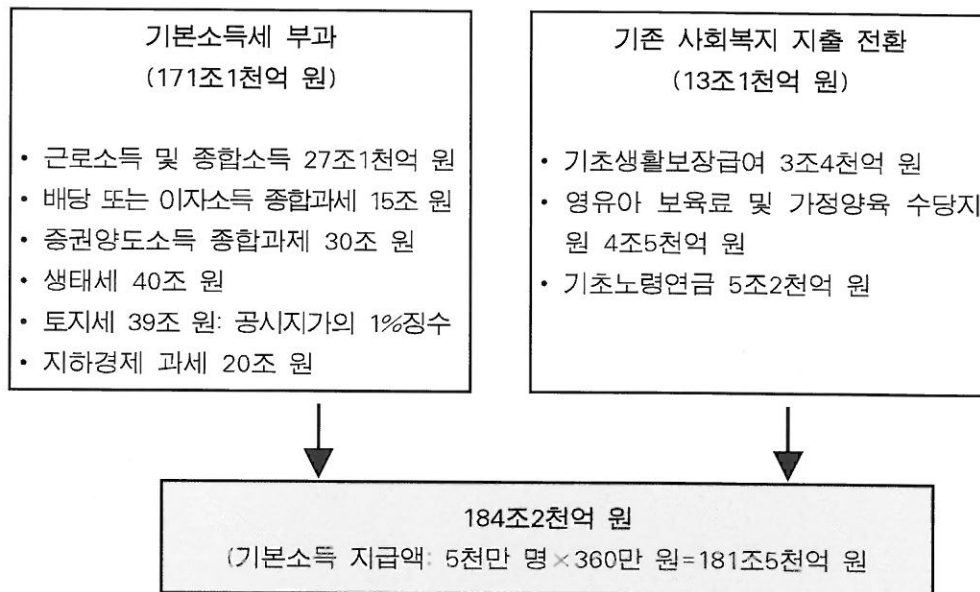 기본소득세 부과
(171조1천억 원)
• 근로소득 및 종합소득 27조1천억 원
• 배당 또는 이자소득 종합과세 15조 원
• 증권양도소득 종합과제 30조 원
• 생태세 40조 원
• 토지세 39조 원: 공시지가의 1%징수
• 지하경제 과세 20조 원
기존 사회복지 지출 전환
(13조1천억 원)
• 기초생활보장급여 3조4천억 원
• 영유아 보육료 및 가정양육 수당지
원 4조5천억 원
• 기초노령연금 5조2천억 원
184조2천억 원
(기본소득 지급액: 5천만 명×360만 원=181조5천억 원